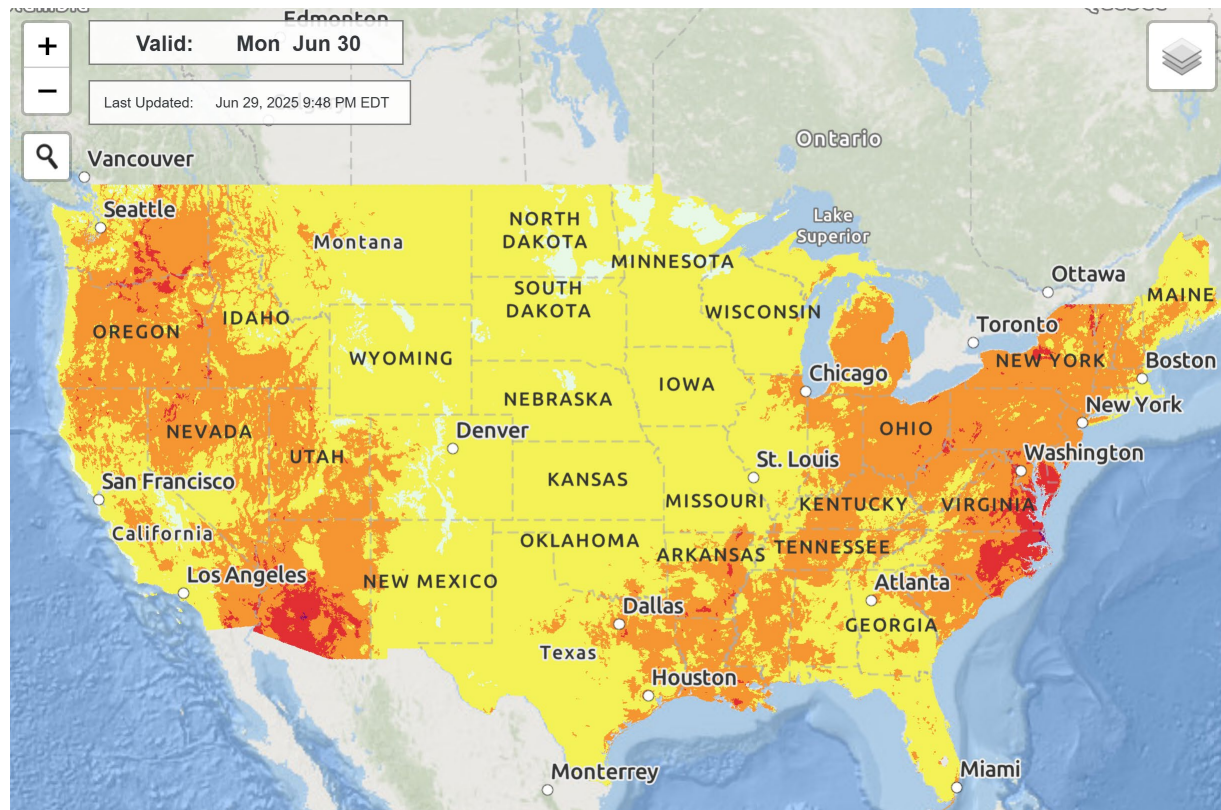 Edmonton
+
Valid: Mon Jun 30
−
Last Updated: Jun 29, 2025 9:48 PM EDT
Ontario
Vancouver
Seattle
Lake
Superior
NORTH
DAKOTA
Montana
MINNESOTA
Ottawa
SOUTH
DAKOTA
MAINE
OREGON
IDAHO
WISCONSIN
Toronto
WYOMING
NEW YORK
Boston
Chicago
IOWA
NEBRASKA
New York
NEVADA
Denver
OHIO
UTAH
Washington
St. Louis
San Francisco
KANSAS
MISSOURI
KENTUCKY
VIRGINIA
California
OKLAHOMA
ARKANSAS
TENNESSEE
Los Angeles
NEW MEXICO
Atlanta
Dallas
GEORGIA
Texas
Houston
Monterrey
Miami